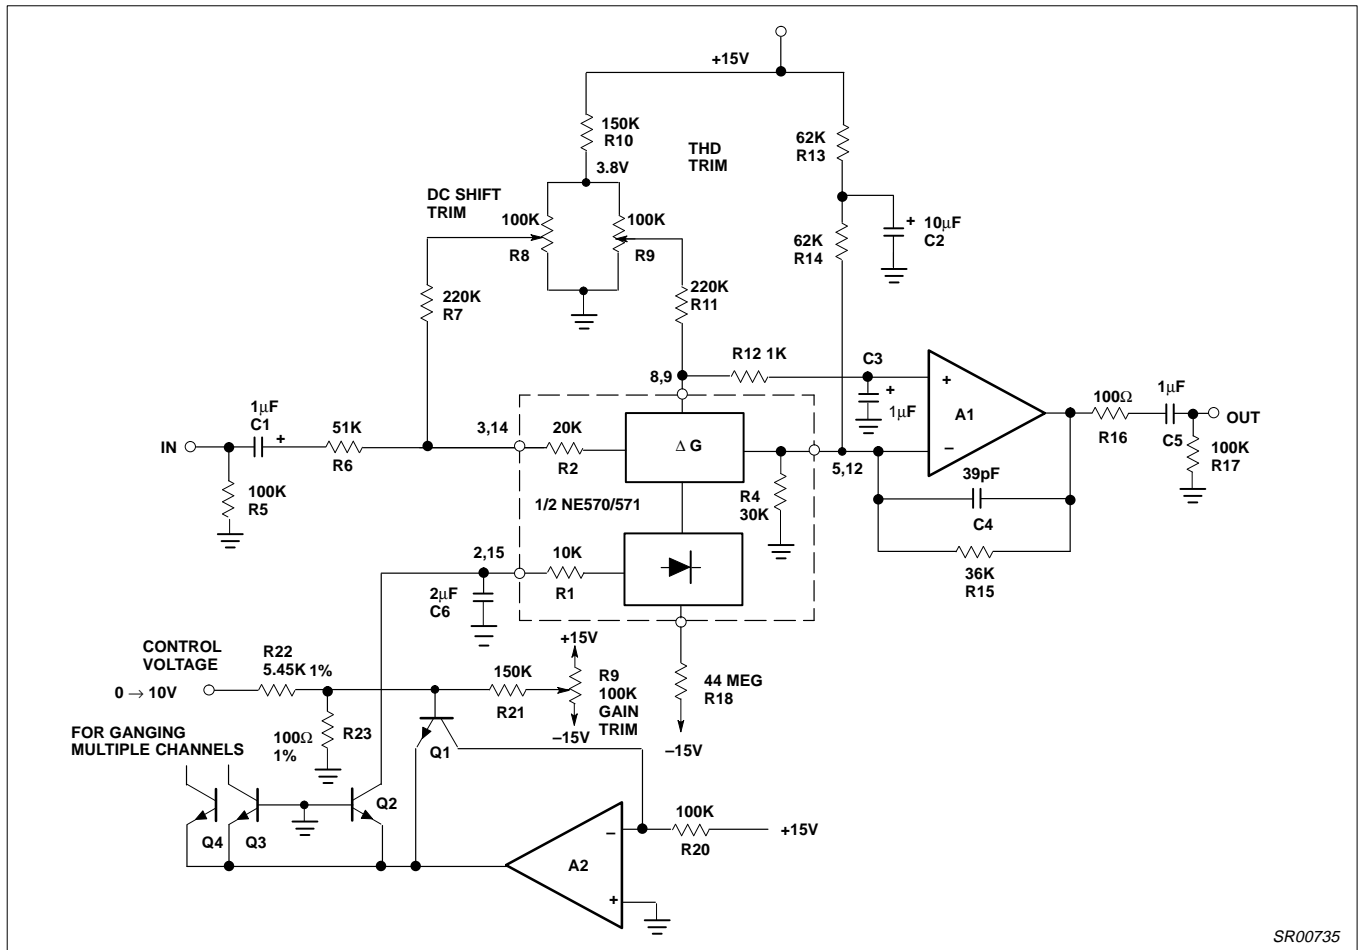 +15V
150K
R10
THD
TRIM
62K
R13
3.8V
DC SHIFT
TRIM
100K
R8
100K
R9
+
10µF
C2
62K
R14
220K
R7
220K
R11
R12 1K
C3
8,9
+
1µF
+
A1
−
100Ω
R16
1µF
C5
OUT
100K
R17
1µF
C1
+
IN
51K
R6
3,14
20K
R2
Δ G
5,12
100K
R5
1/2 NE570/571
R4
30K
39pF
C4
36K
R15
2,15
10K
R1
2µF
C6
CONTROL
VOLTAGE
0 → 10V
R22
5.45K 1%
150K
R21
+15V
R9
100K
GAIN
TRIM
−15V
44 MEG
R18
−15V
FOR GANGING
MULTIPLE CHANNELS
100Ω
1%
R23
Q1
Q2
Q4
Q3
A2
−
+
100K
R20
+15V
SR00735